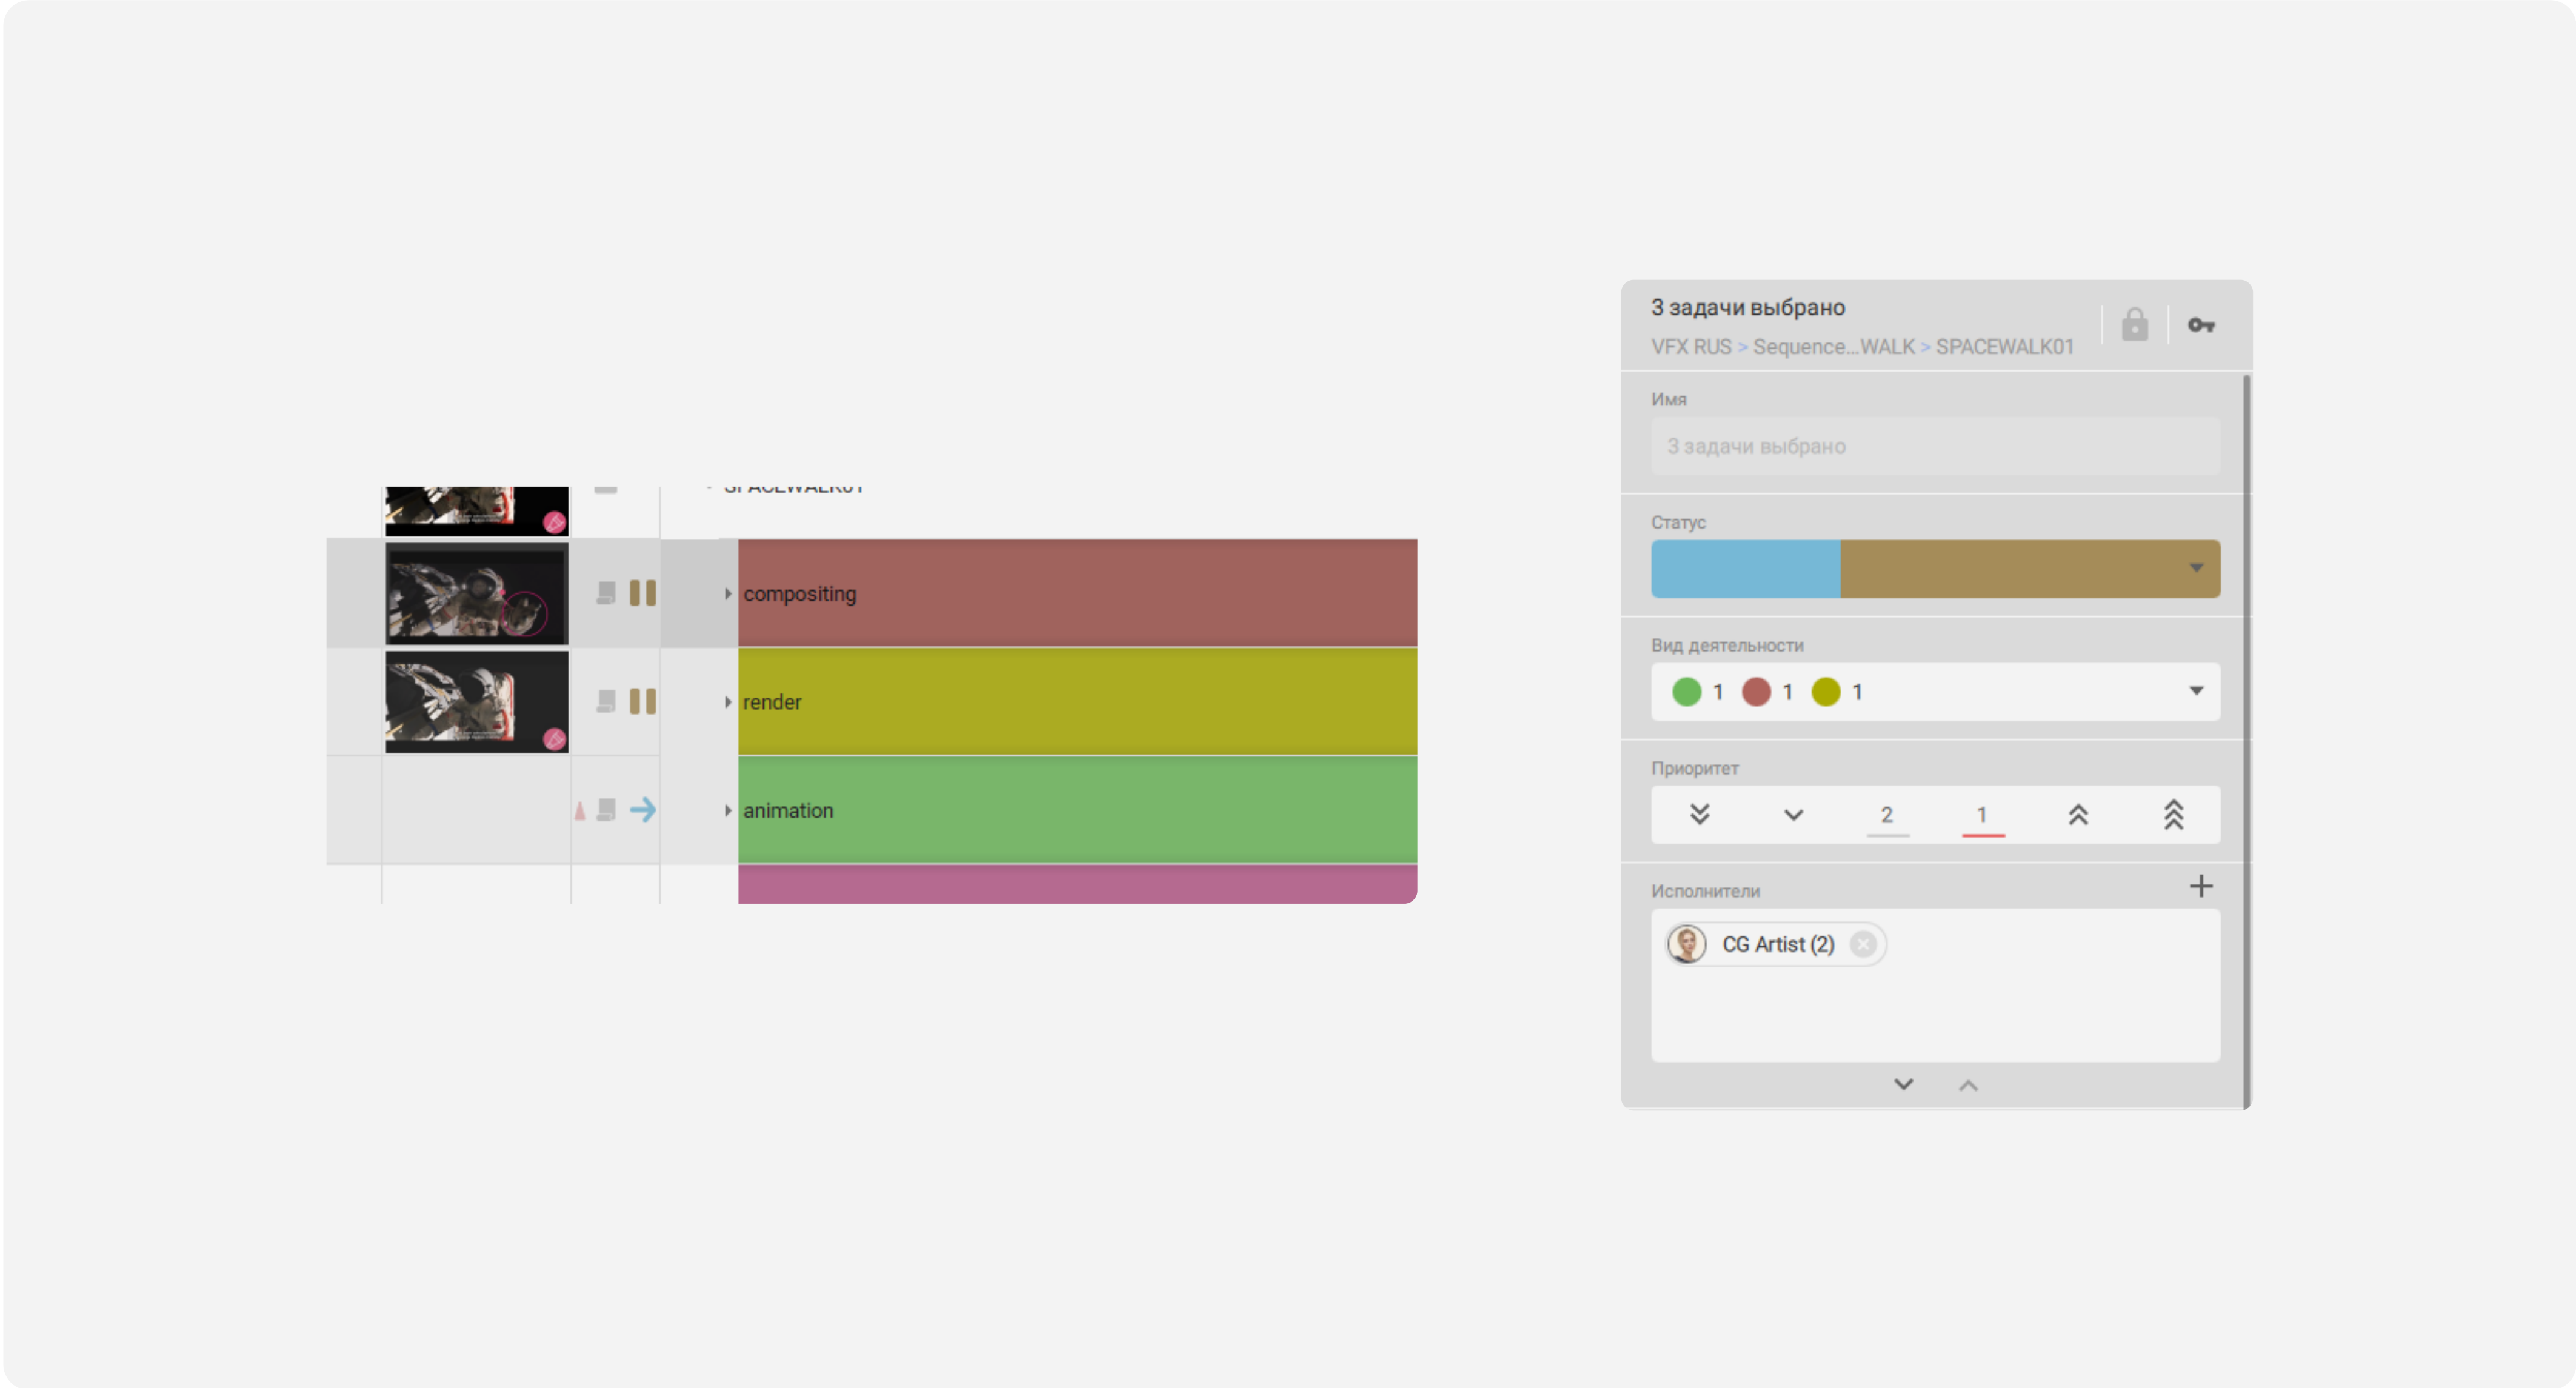 SPACEWALK01
compositing
render
animation
3 задачи выбрано
VFX RUS > Sequence...WALK > SPACEWALK01
Имя
3 задачи выбрано
Статус
Вид деятельности
1 1 1
Приоритет
2 1
Исполнители
CG Artist (2)